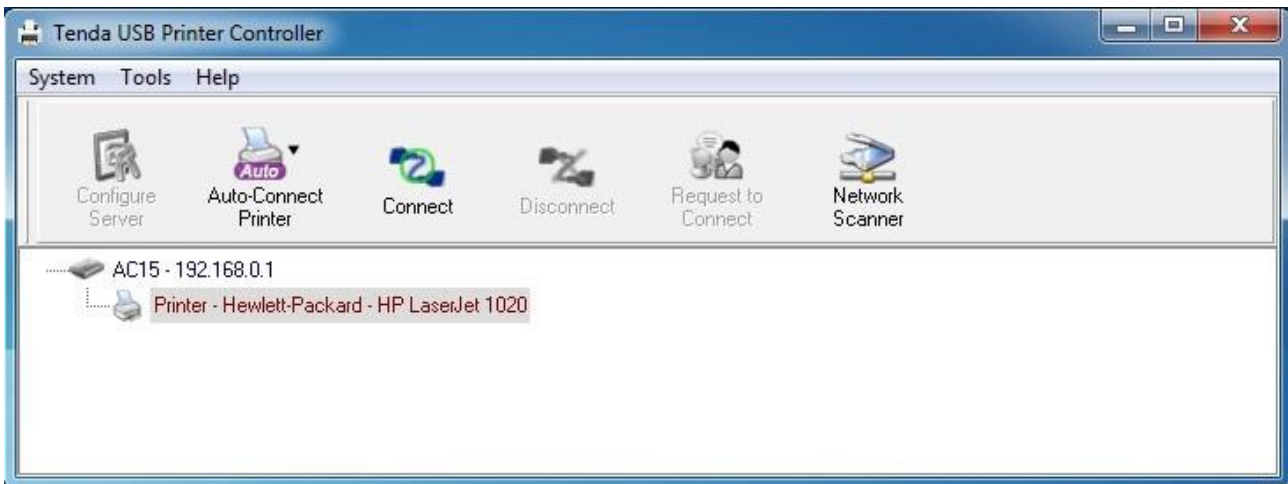 Tenda USB Printer Controller
System Tools Help
Configure Server
Auto
Auto-Connect Printer
Connect
Disconnect
Request to Connect
Network Scanner
AC15 - 192.168.0.1
Printer - Hewlett-Packard - HP LaserJet 1020